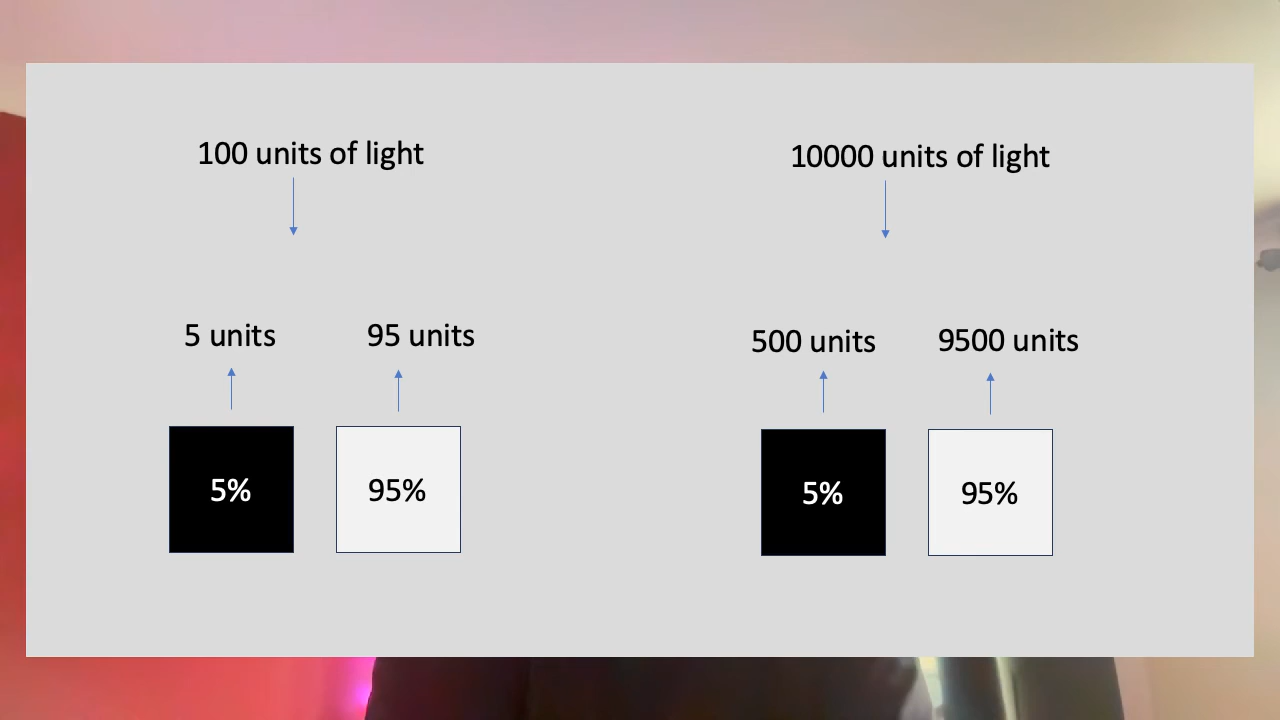 100 units of light
10000 units of light
5 units
95 units
500 units
9500 units
5%
95%
5%
95%